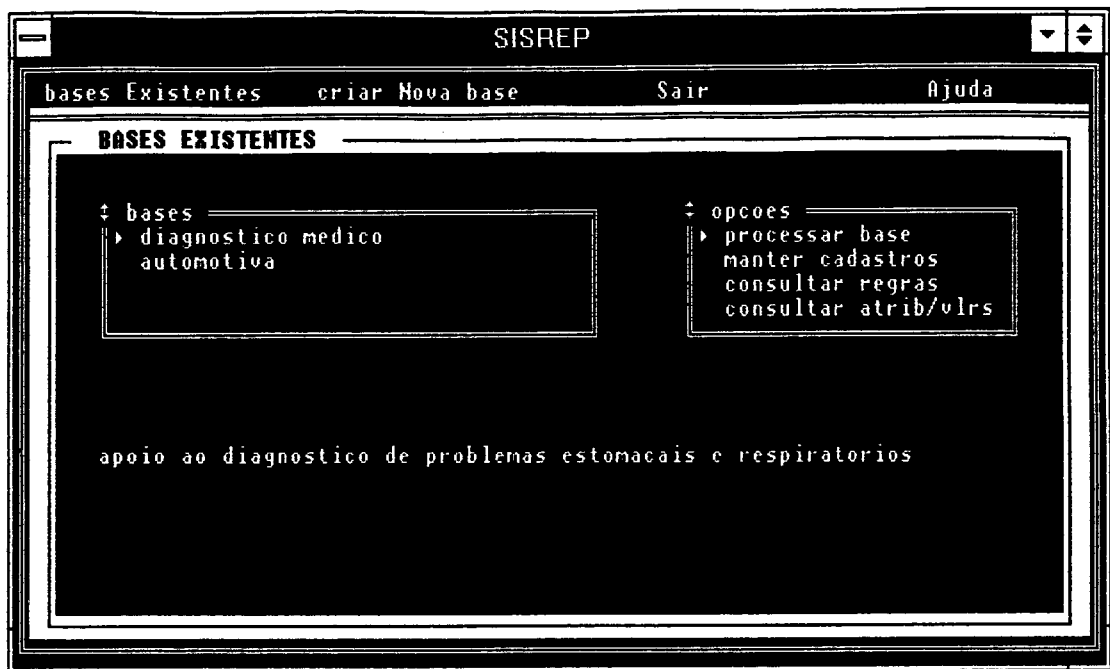 SISREP
bases Existentes criar Nova base Sair Ajuda
BASES EXISTENTES
bases
diagnostico medico
automotiva
opcoes
processar base
manter cadastros
consultar regras
consultar atrib/vlrs
apoio ao diagnostico de problemas estomacais e respiratorios